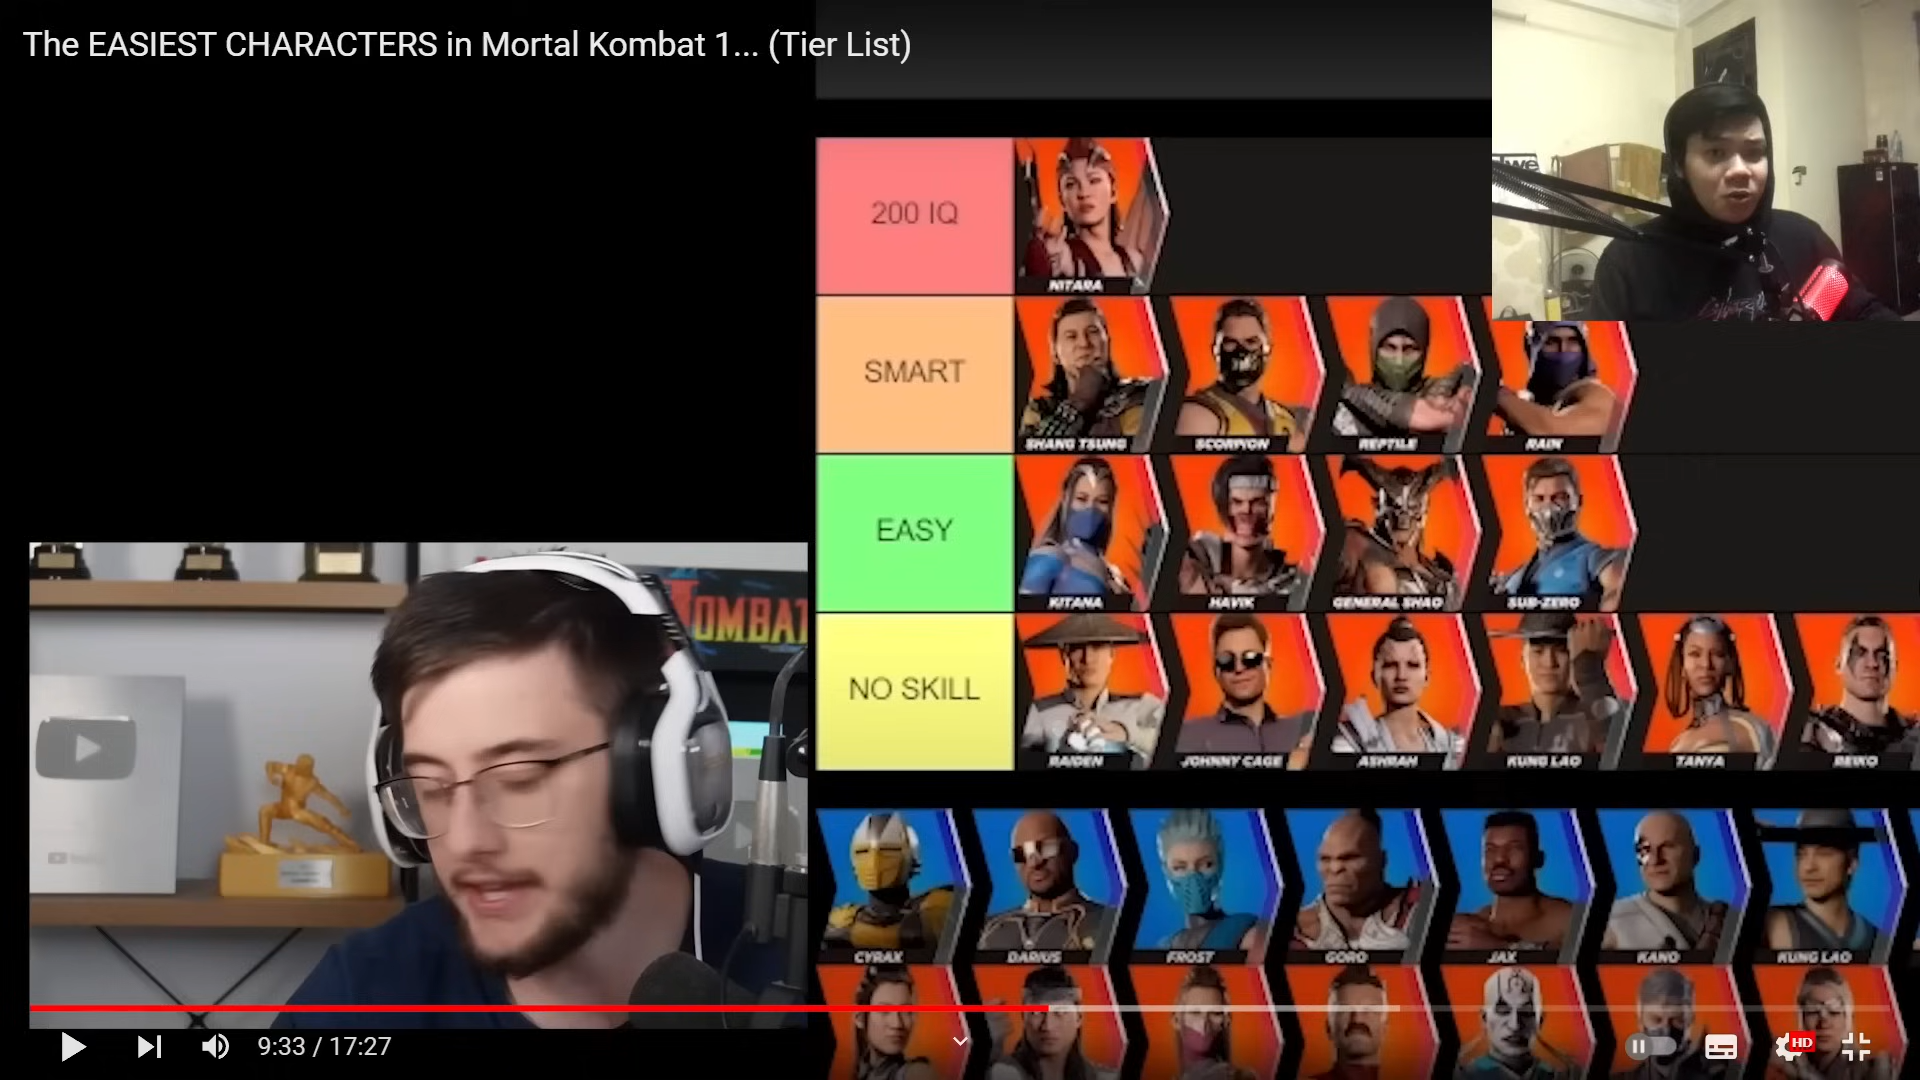 The EASIEST CHARACTERS in Mortal Kombat 1... (Tier List)
200 IQ
NITARA
SMART
SHANG TSUNG
SCORPION
REPTILE
RAIN
EASY
KITANA
HAVIK
GENERAL SHAO
SUB-ZERO
NO SKILL
RAIDEN
JOHNNY CAGE
ASHRAH
KUNG LAO
TANYA
REIKO
CYRAX
DARIUS
FROST
GORO
JAX
KANO
KUNG LAO
OMBAT
9:33 / 17:27
HD